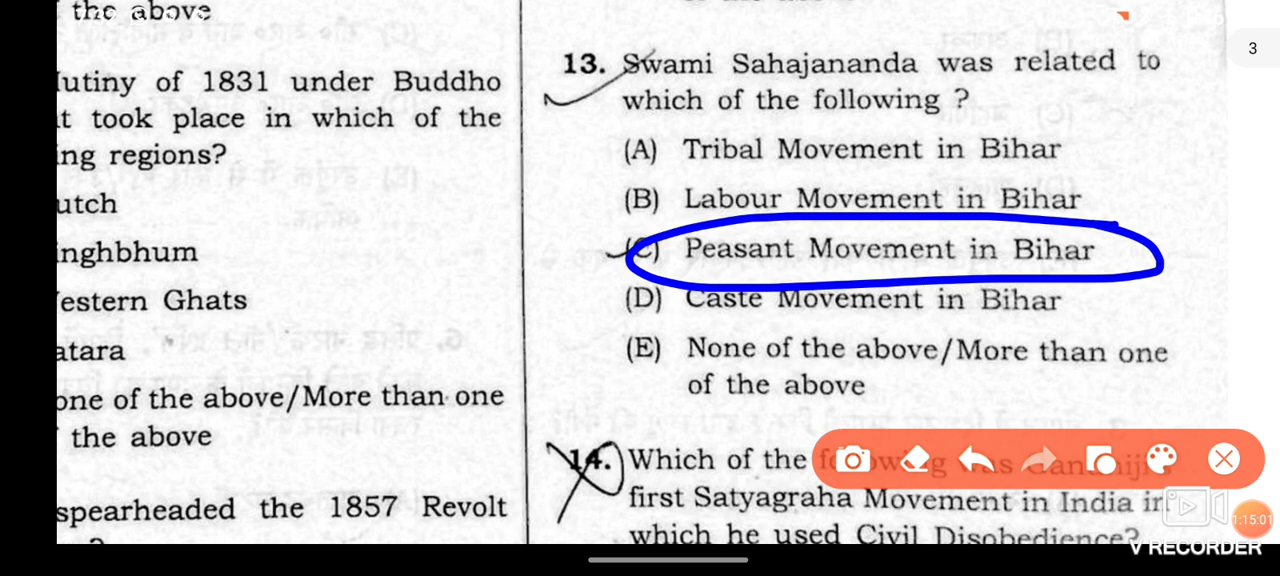 the above
utiny of 1831 under Buddho
t took place in which of the
ing regions?
utch
inghbhum
estern Ghats
atara
one of the above/More than one
the above
spearheaded the 1857 Revolt
13. Swami Sahajananda was related to
which of the following ?
(A) Tribal Movement in Bihar
(B) Labour Movement in Bihar
(C) Peasant Movement in Bihar
(D) Caste Movement in Bihar
(E) None of the above/More than one
of the above
14. Which of the
first Satyagraha Movement in India in
which he used Civil Disobedience?
3
1:15:01
V RECORDER